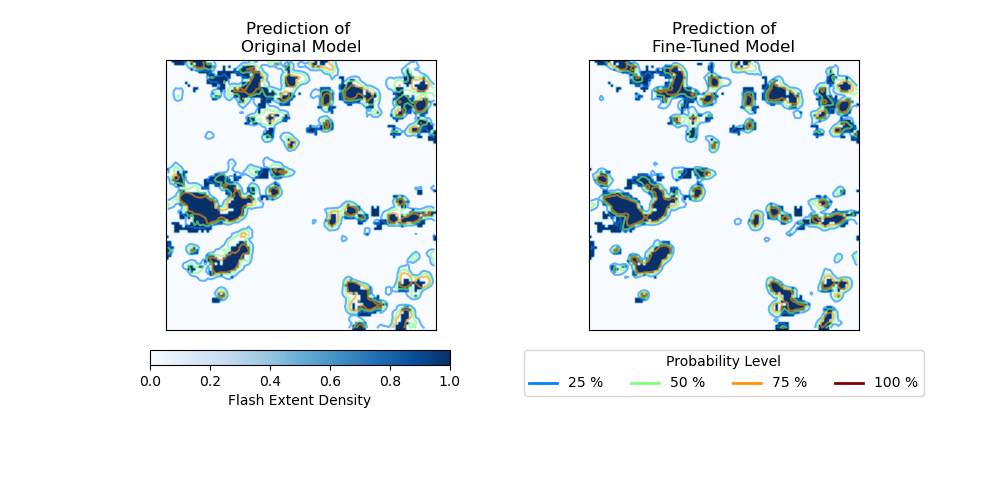 Prediction of
Original Model
Prediction of
Fine-Tuned Model
0.0 0.2 0.4 0.6 0.8 1.0
Flash Extent Density
Probability Level
25 % 50 % 75 % 100 %